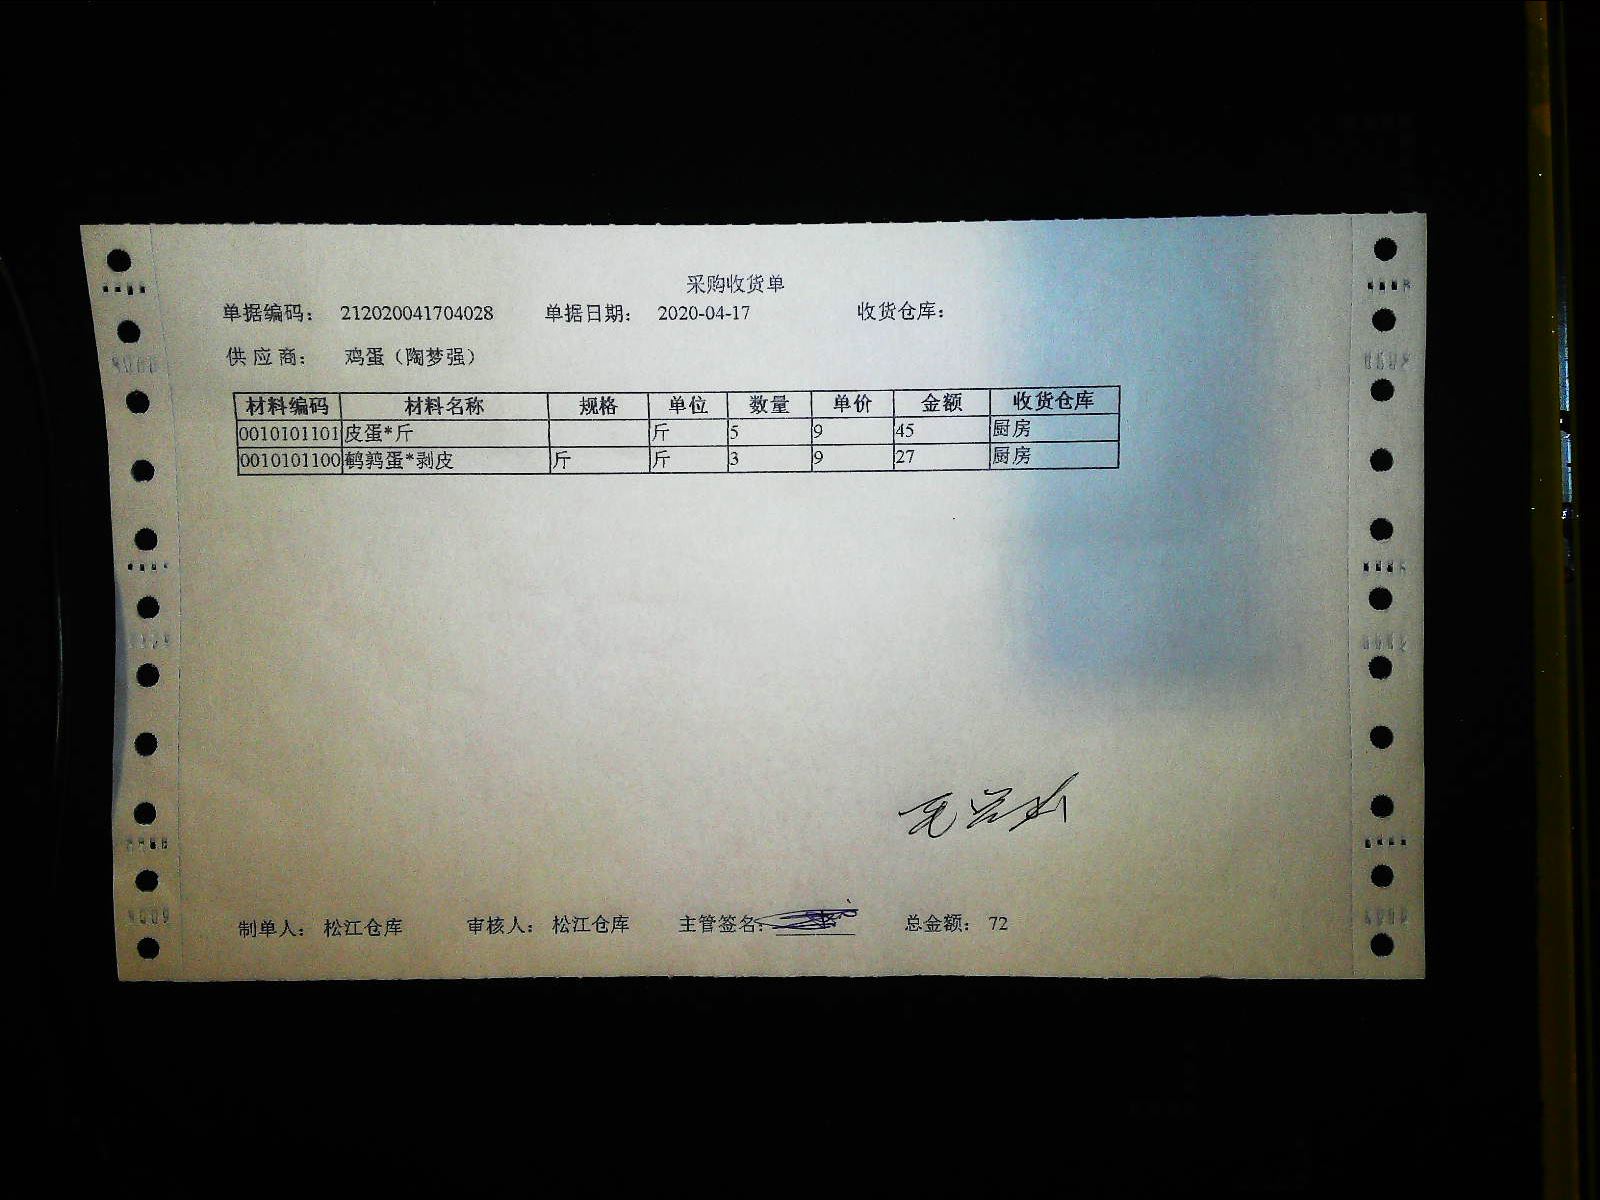 采购收货单
单据编码： 212020041704028 单据日期： 2020-04-17 收货仓库：
供应商： 鸡蛋（陶梦强）
材料编码 材料名称 规格 单位 数量 单价 金额 收货仓库
0010101101 皮蛋*斤 斤 5 9 45 厨房
0010101100 鹌鹑蛋*剥皮 斤 斤 3 9 27 厨房
制单人： 松江仓库 审核人： 松江仓库 主管签名： 总金额： 72